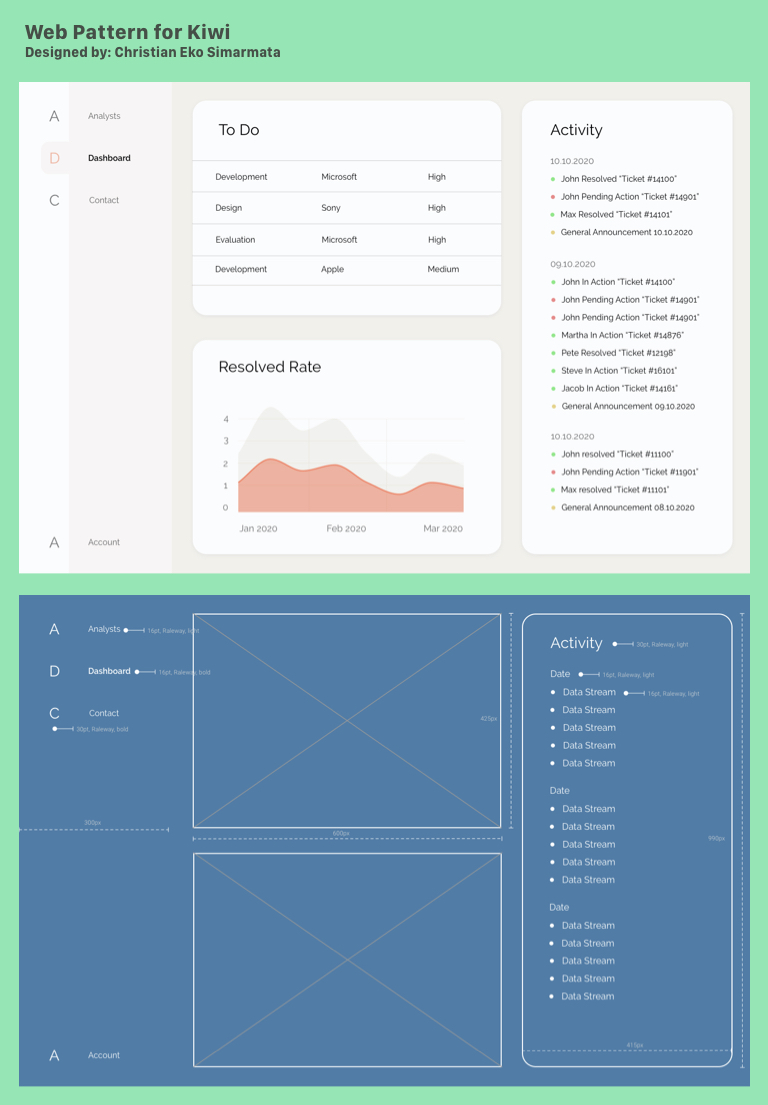 Web Pattern for Kiwi
Designed by: Christian Eko Simarmata
A Analysts
D Dashboard
C Contact
A Account
To Do
Development Microsoft High
Design Sony High
Evaluation Microsoft High
Development Apple Medium
Resolved Rate
4
3
2
1
0
Jan 2020 Feb 2020 Mar 2020
Activity
10.10.2020
John Resolved "Ticket #14100"
John Pending Action "Ticket #14901"
Max Resolved "Ticket #14101"
General Announcement 10.10.2020
09.10.2020
John In Action "Ticket #14100"
John Pending Action "Ticket #14901"
John Pending Action "Ticket #14901"
Martha In Action "Ticket #14876"
Pete Resolved "Ticket #12198"
Steve In Action "Ticket #16101"
Jacob In Action "Ticket #14161"
General Announcement 09.10.2020
10.10.2020
John resolved "Ticket #11100"
John Pending Action "Ticket #11901"
Max resolved "Ticket #11101"
General Announcement 08.10.2020
A Analysts 16pt, Raleway, light
D Dashboard 16pt, Raleway, bold
C Contact
30pt, Raleway, bold
300px
A Account
425px
600px
Activity 30pt, Raleway, light
Date 16pt, Raleway, light
Data Stream 16pt, Raleway, light
Data Stream
Data Stream
Data Stream
Data Stream
Date
Data Stream
Data Stream
Data Stream
Data Stream
Data Stream
990px
Date
Data Stream
Data Stream
Data Stream
Data Stream
Data Stream
415px